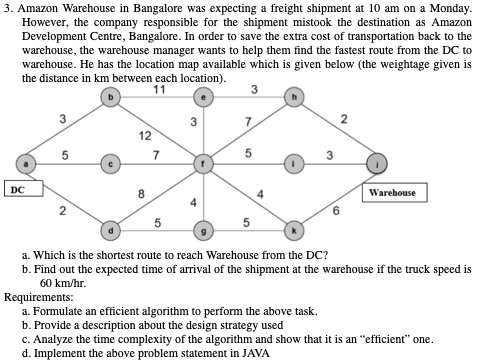 3. Amazon Warehouse in Bangalore was expecting a freight shipment at 10 am on a Monday.
However, the company responsible for the shipment mistook the destination as Amazon
Development Centre, Bangalore. In order to save the extra cost of transportation back to the
warehouse, the warehouse manager wants to help them find the fastest route from the DC to
warehouse. He has the location map available which is given below (the weightage given is
the distance in km between each location).
11 3
b e h
3 3 7 2
12
5 7 5 3
a c f i j
DC 8 4 Warehouse
2 4 6
5 5
d g k
a. Which is the shortest route to reach Warehouse from the DC?
b. Find out the expected time of arrival of the shipment at the warehouse if the truck speed is
60 km/hr.
Requirements:
a. Formulate an efficient algorithm to perform the above task.
b. Provide a description about the design strategy used
c. Analyze the time complexity of the algorithm and show that it is an “efficient” one.
d. Implement the above problem statement in JAVA